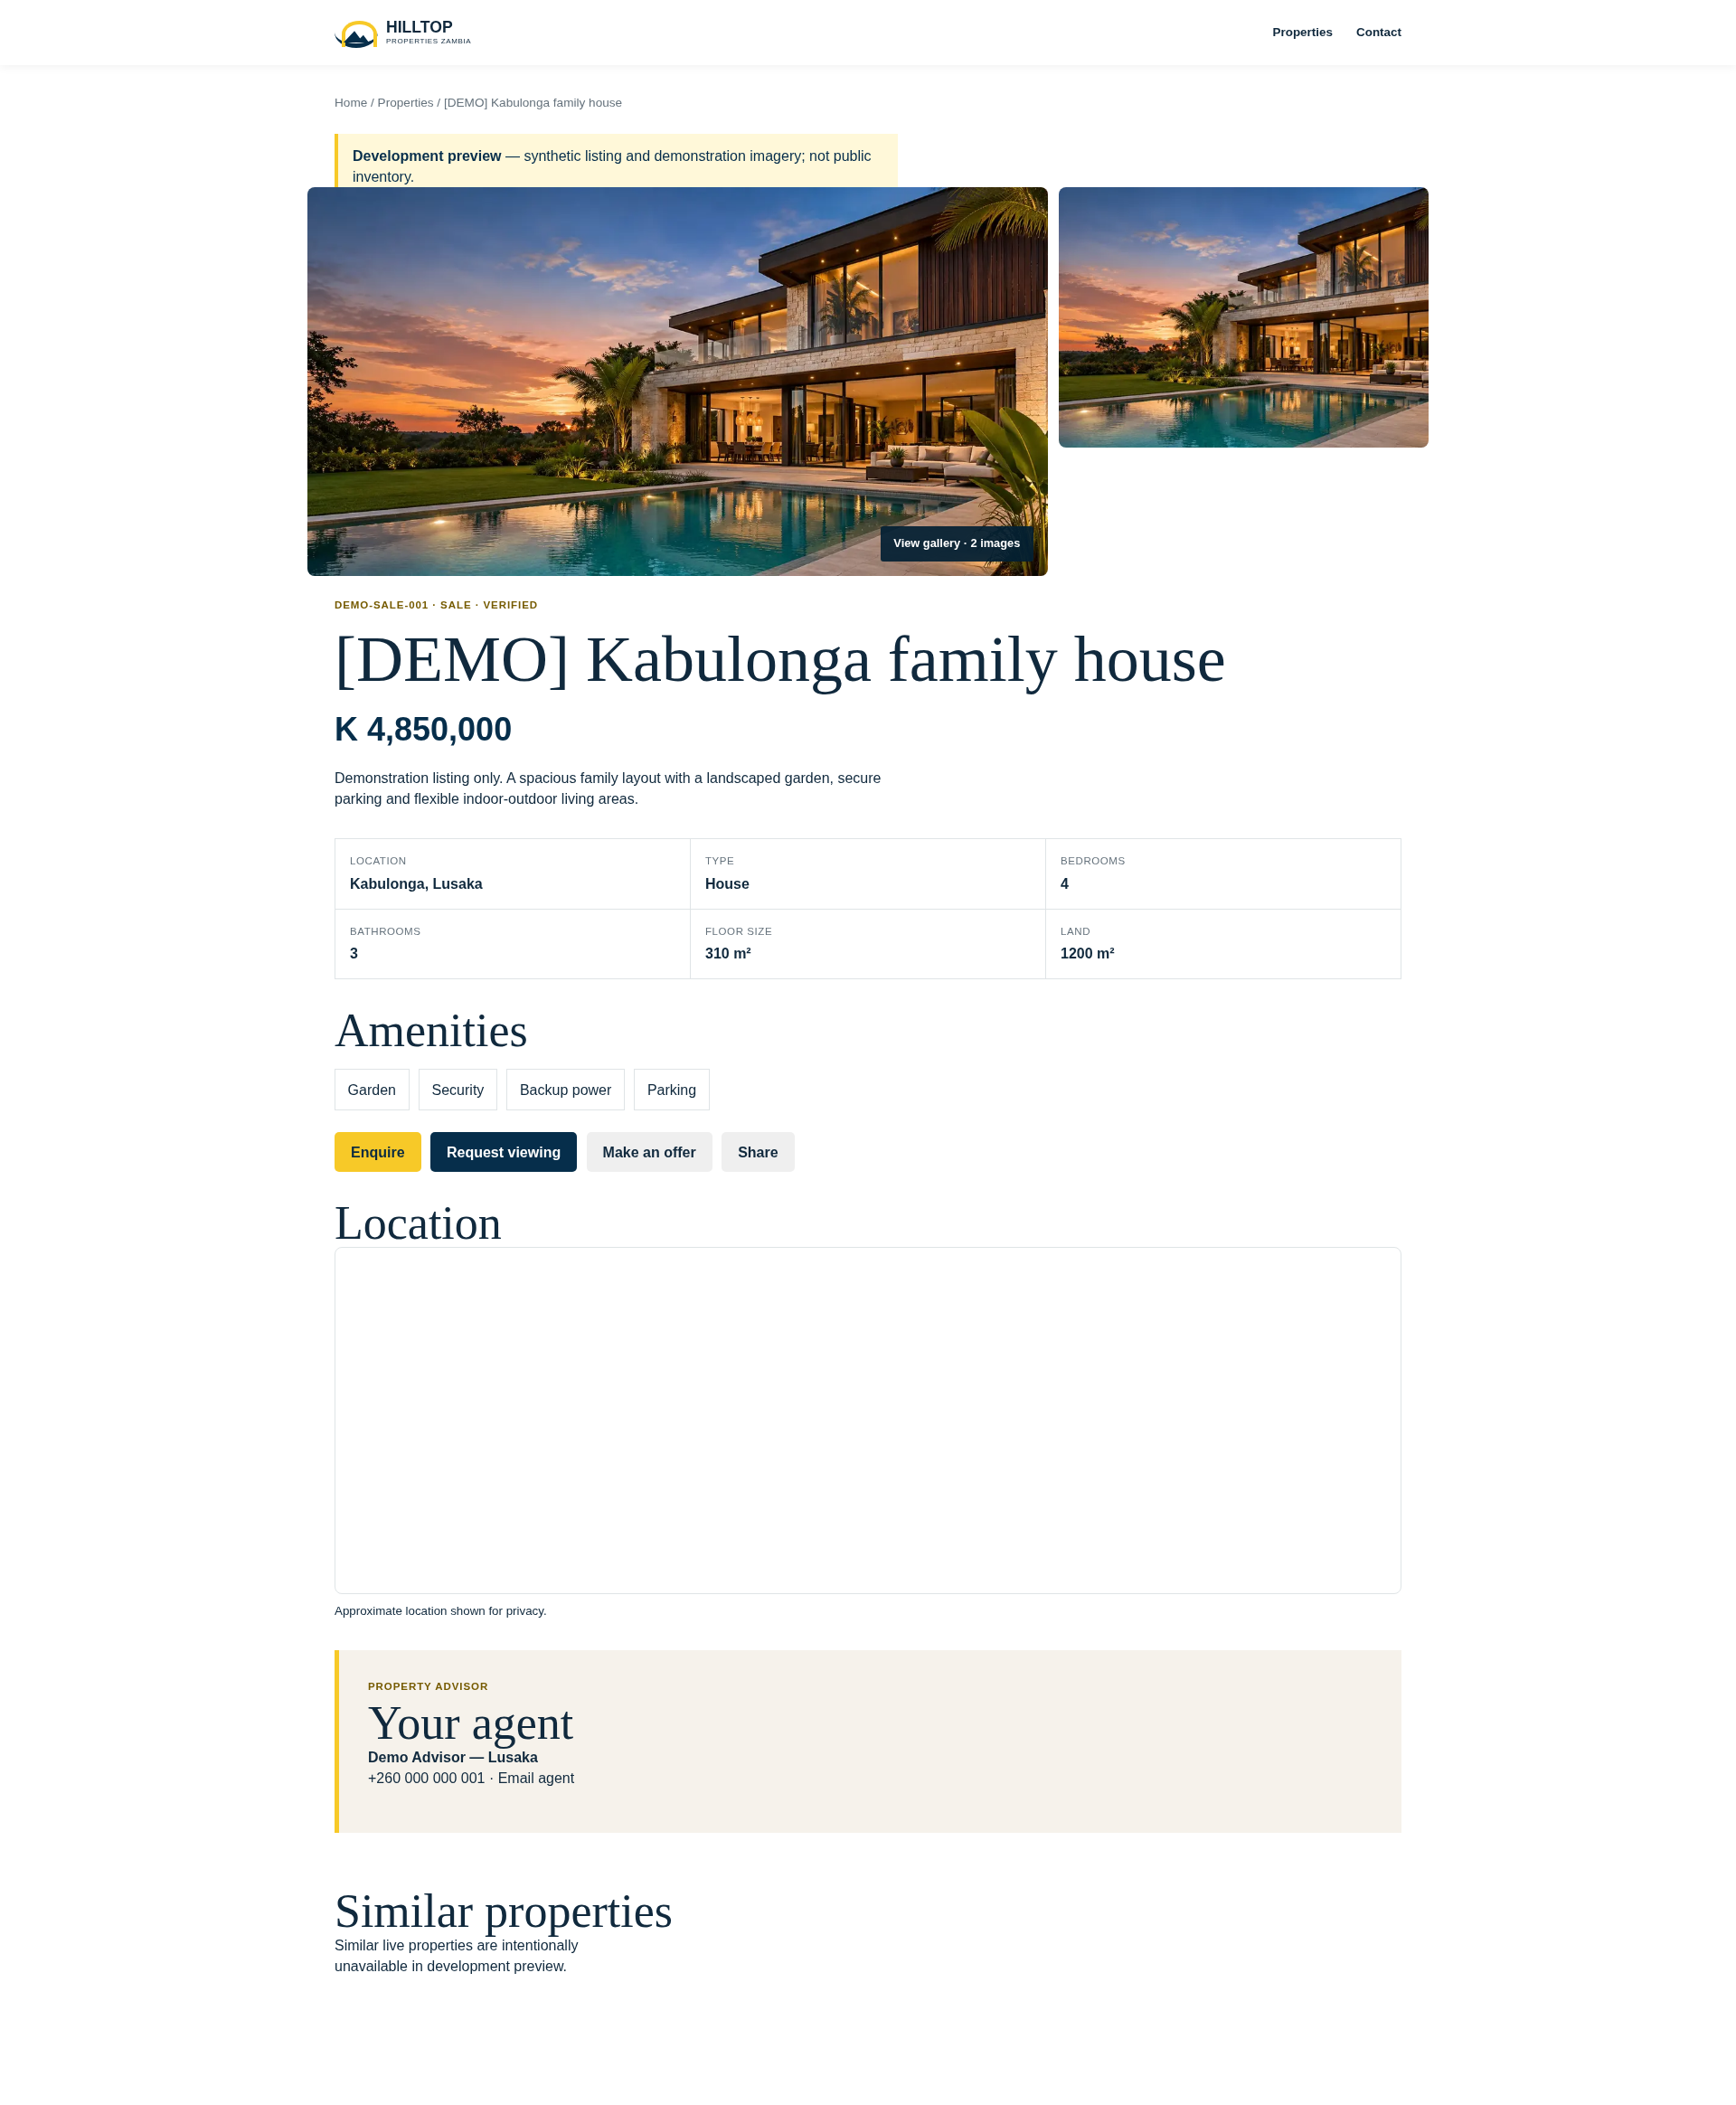 HILLTOP
PROPERTIES ZAMBIA
Properties
Contact
Home / Properties / [DEMO] Kabulonga family house
Development preview — synthetic listing and demonstration imagery; not public
inventory.
View gallery · 2 images
DEMO-SALE-001 · SALE · VERIFIED
[DEMO] Kabulonga family house
K 4,850,000
Demonstration listing only. A spacious family layout with a landscaped garden, secure
parking and flexible indoor-outdoor living areas.
LOCATION
Kabulonga, Lusaka
TYPE
House
BEDROOMS
4
BATHROOMS
3
FLOOR SIZE
310 m²
LAND
1200 m²
Amenities
Garden
Security
Backup power
Parking
Enquire
Request viewing
Make an offer
Share
Location
Approximate location shown for privacy.
PROPERTY ADVISOR
Your agent
Demo Advisor — Lusaka
+260 000 000 001 · Email agent
Similar properties
Similar live properties are intentionally
unavailable in development preview.